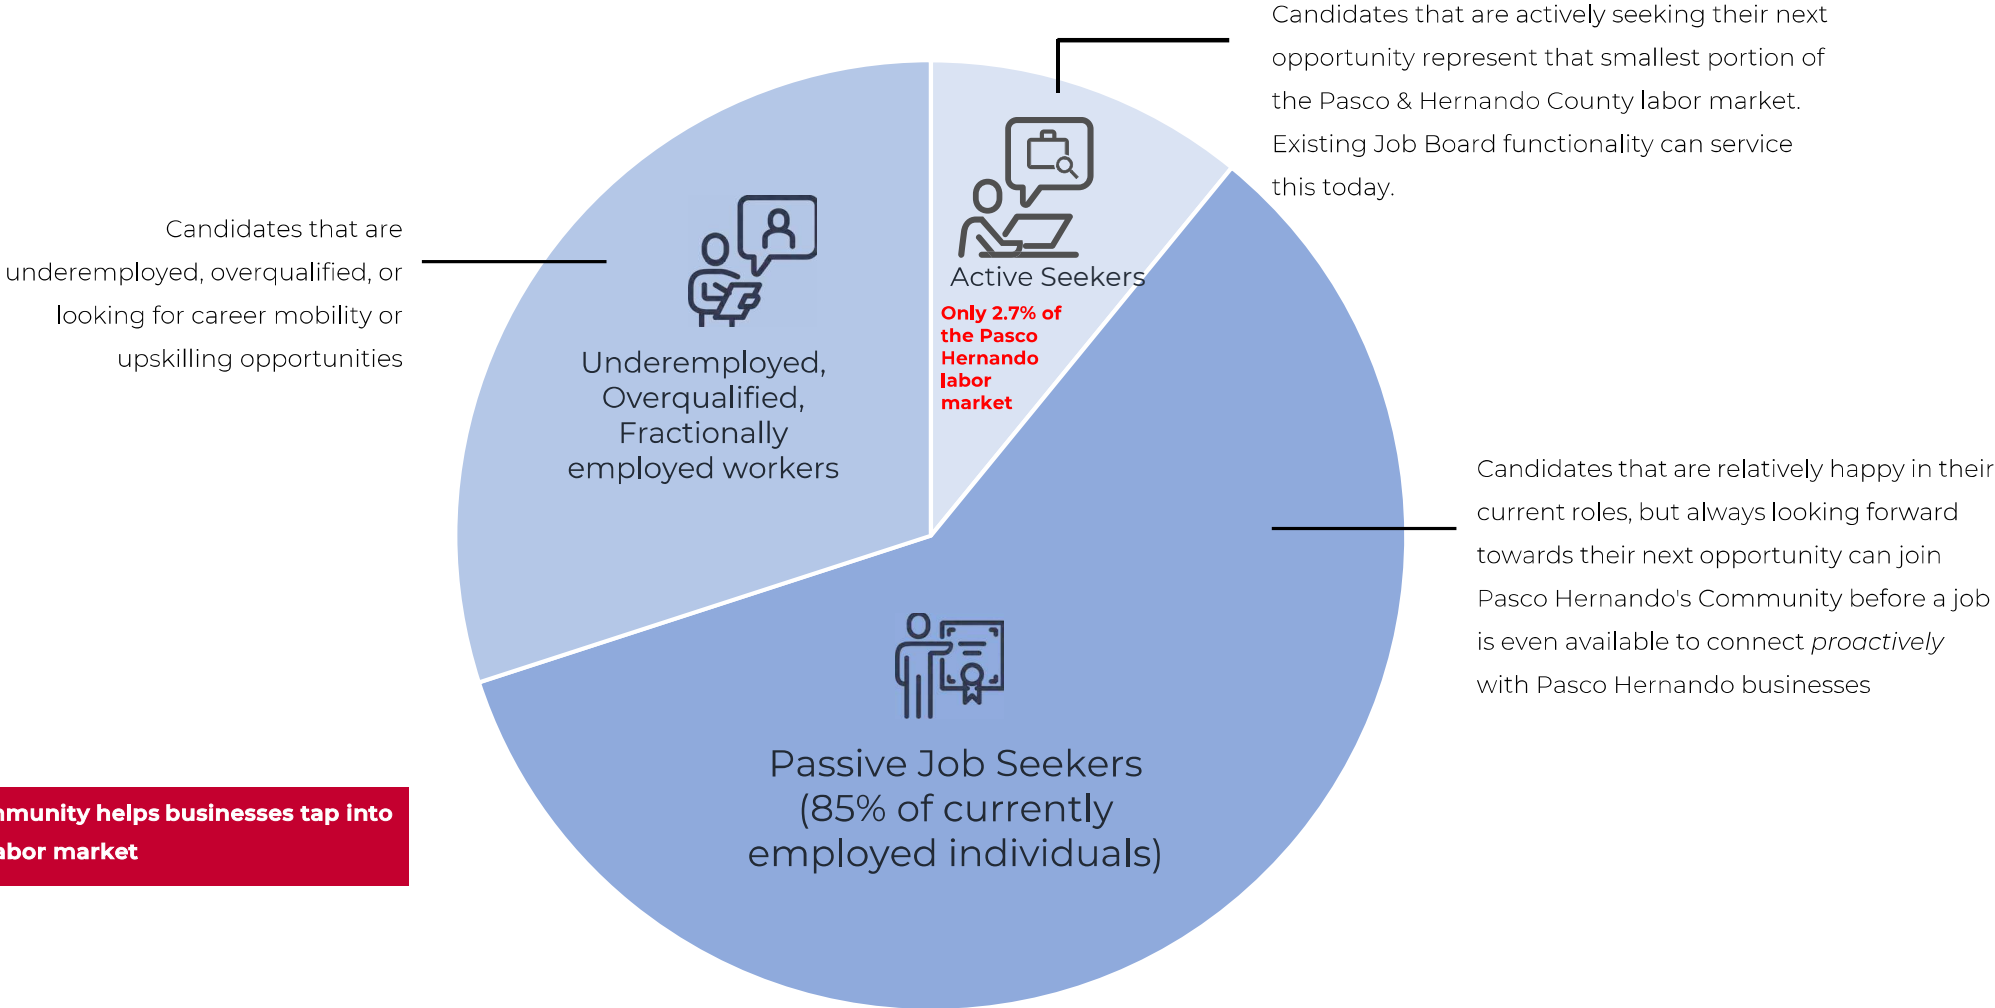 Candidates that are actively seeking their next
opportunity represent that smallest portion of
the Pasco & Hernando County labor market.
Existing Job Board functionality can service
this today.
Candidates that are
underemployed, overqualified, or
looking for career mobility or
upskilling opportunities
Active Seekers
Only 2.7% of
the Pasco
Hernando
labor
market
Underemployed,
Overqualified,
Fractionally
employed workers
Candidates that are relatively happy in their
current roles, but always looking forward
towards their next opportunity can join
Pasco Hernando's Community before a job
is even available to connect proactively
with Pasco Hernando businesses
Passive Job Seekers
(85% of currently
employed individuals)
helps businesses tap into
market